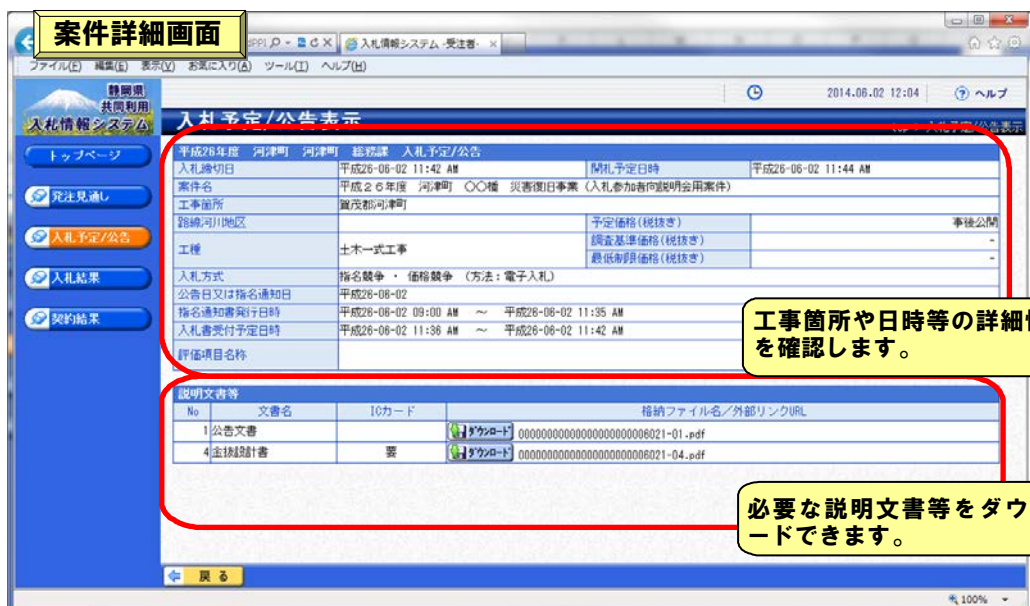 案件詳細画面
入札情報システム -受注者-
ファイル(F) 編集(E) 表示(V) お気に入り(A) ツール(T) ヘルプ(H)
静岡県
共同利用
入札情報システム
2014.06.02 12:04 ヘルプ
入札予定/公告表示
トップページ
発注見通し
入札予定/公告
入札結果
契約結果
平成26年度 河津町 河津町 総務課 入札予定/公告
入札締切日 平成26-06-02 11:42 AM 開札予定日時 平成26-06-02 11:44 AM
案件名 平成26年度 河津町 〇〇橋 災害復旧事業 (入札参加者向説明会用案件)
工事箇所 賀茂郡河津町
路線河川地区 予定価格(税抜き) 事後公開
工種 土木一式工事 調査基準価格(税抜き) -
最低制限価格(税抜き) -
入札方式 指名競争 ・ 価格競争 (方法:電子入札)
公告日又は指名通知日 平成26-06-02
指名通知書発行日時 平成26-06-02 09:00 AM ~ 平成26-06-02 11:35 AM
入札書受付予定日時 平成26-06-02 11:36 AM ~ 平成26-06-02 11:42 AM
評価項目名称
工事箇所や日時等の詳細
を確認します。
説明文書等
No 文書名 ICカード 格納ファイル名/外部リンクURL
1 公告文書 ダウンロード 0000000000000000000006021-01.pdf
4 金抜設計書 要 ダウンロード 0000000000000000000006021-04.pdf
必要な説明文書等をダウ
ードできます。
戻る
100%